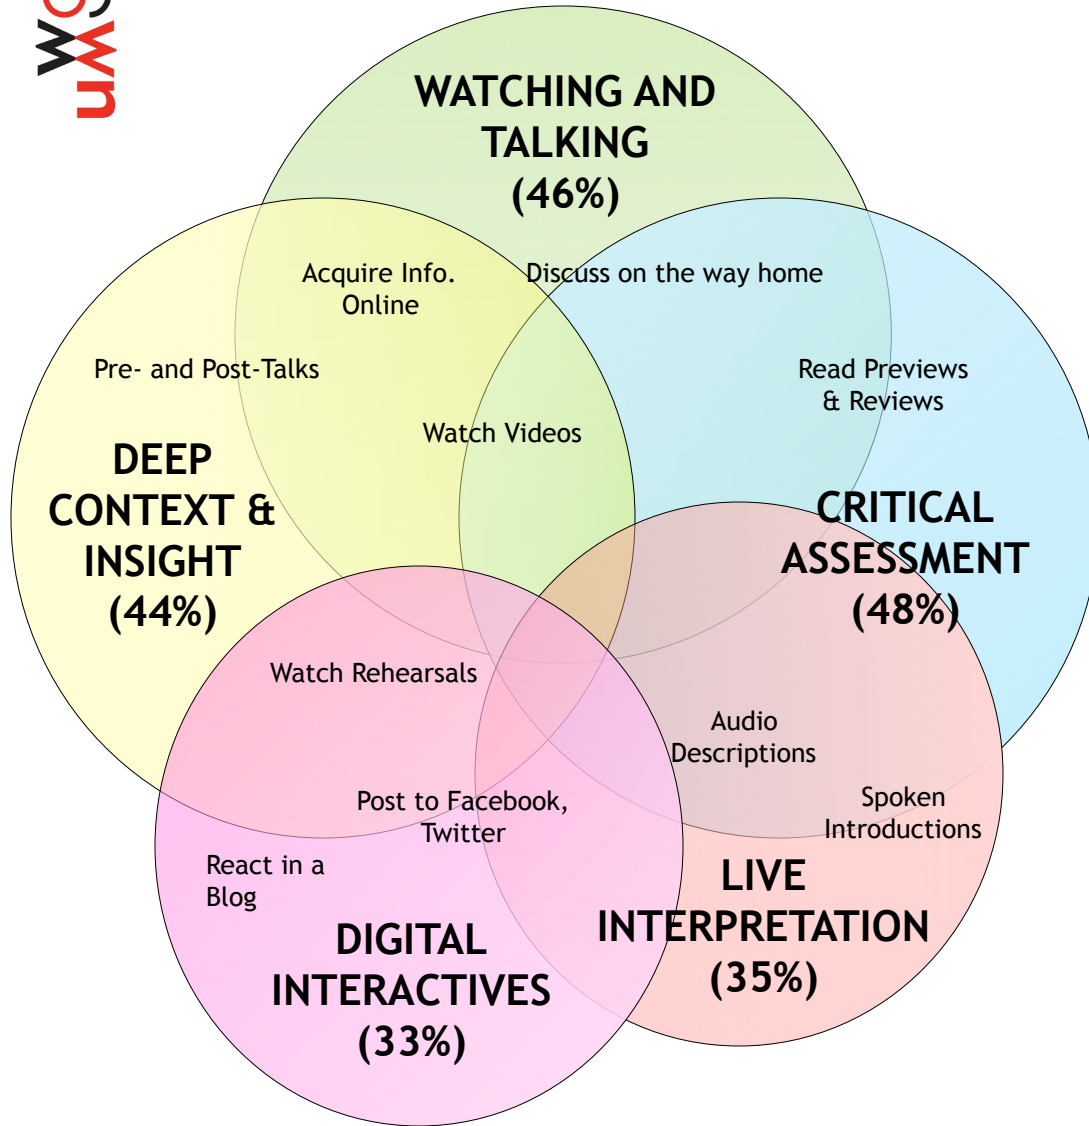 WATCHING AND
TALKING
(46%)
Acquire Info.
Online
Discuss on the way home
Pre- and Post-Talks
Read Previews
& Reviews
Watch Videos
DEEP
CONTEXT &
INSIGHT
(44%)
CRITICAL
ASSESSMENT
(48%)
Watch Rehearsals
Audio
Descriptions
Spoken
Introductions
Post to Facebook,
Twitter
React in a
Blog
LIVE
INTERPRETATION
(35%)
DIGITAL
INTERACTIVES
(33%)